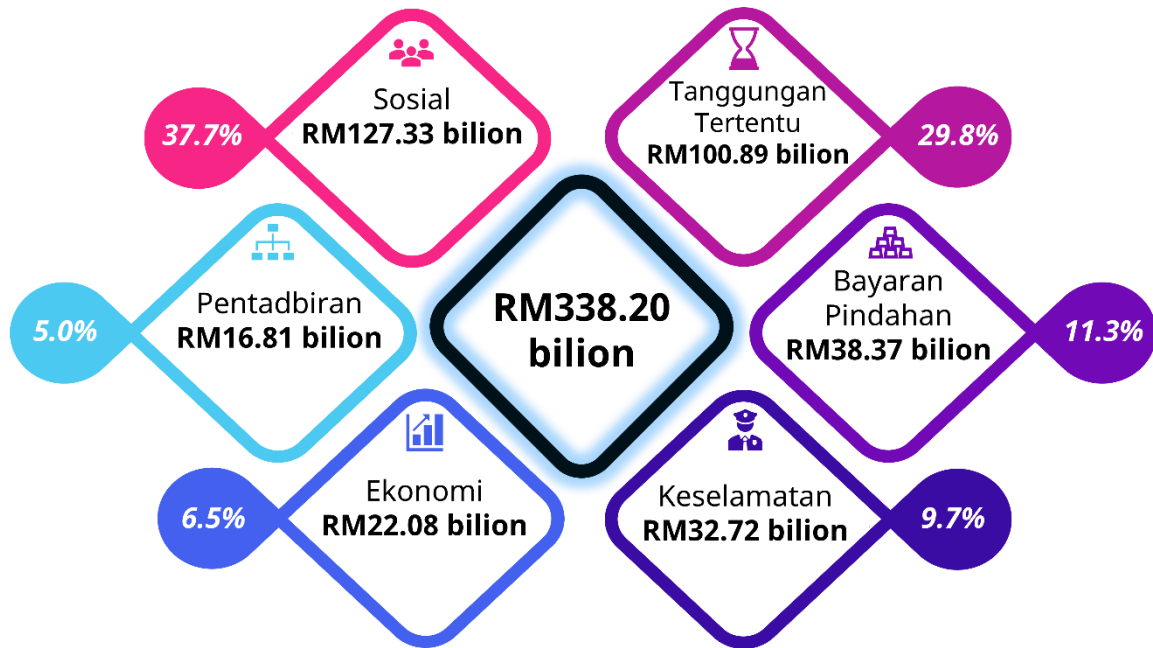 Sosial
RM127.33 bilion
37.7%
Tanggungan
Tertentu
RM100.89 bilion
29.8%
Pentadbiran
RM16.81 bilion
5.0%
RM338.20
bilion
Bayaran
Pindahan
RM38.37 bilion
11.3%
Ekonomi
RM22.08 bilion
6.5%
Keselamatan
RM32.72 bilion
9.7%